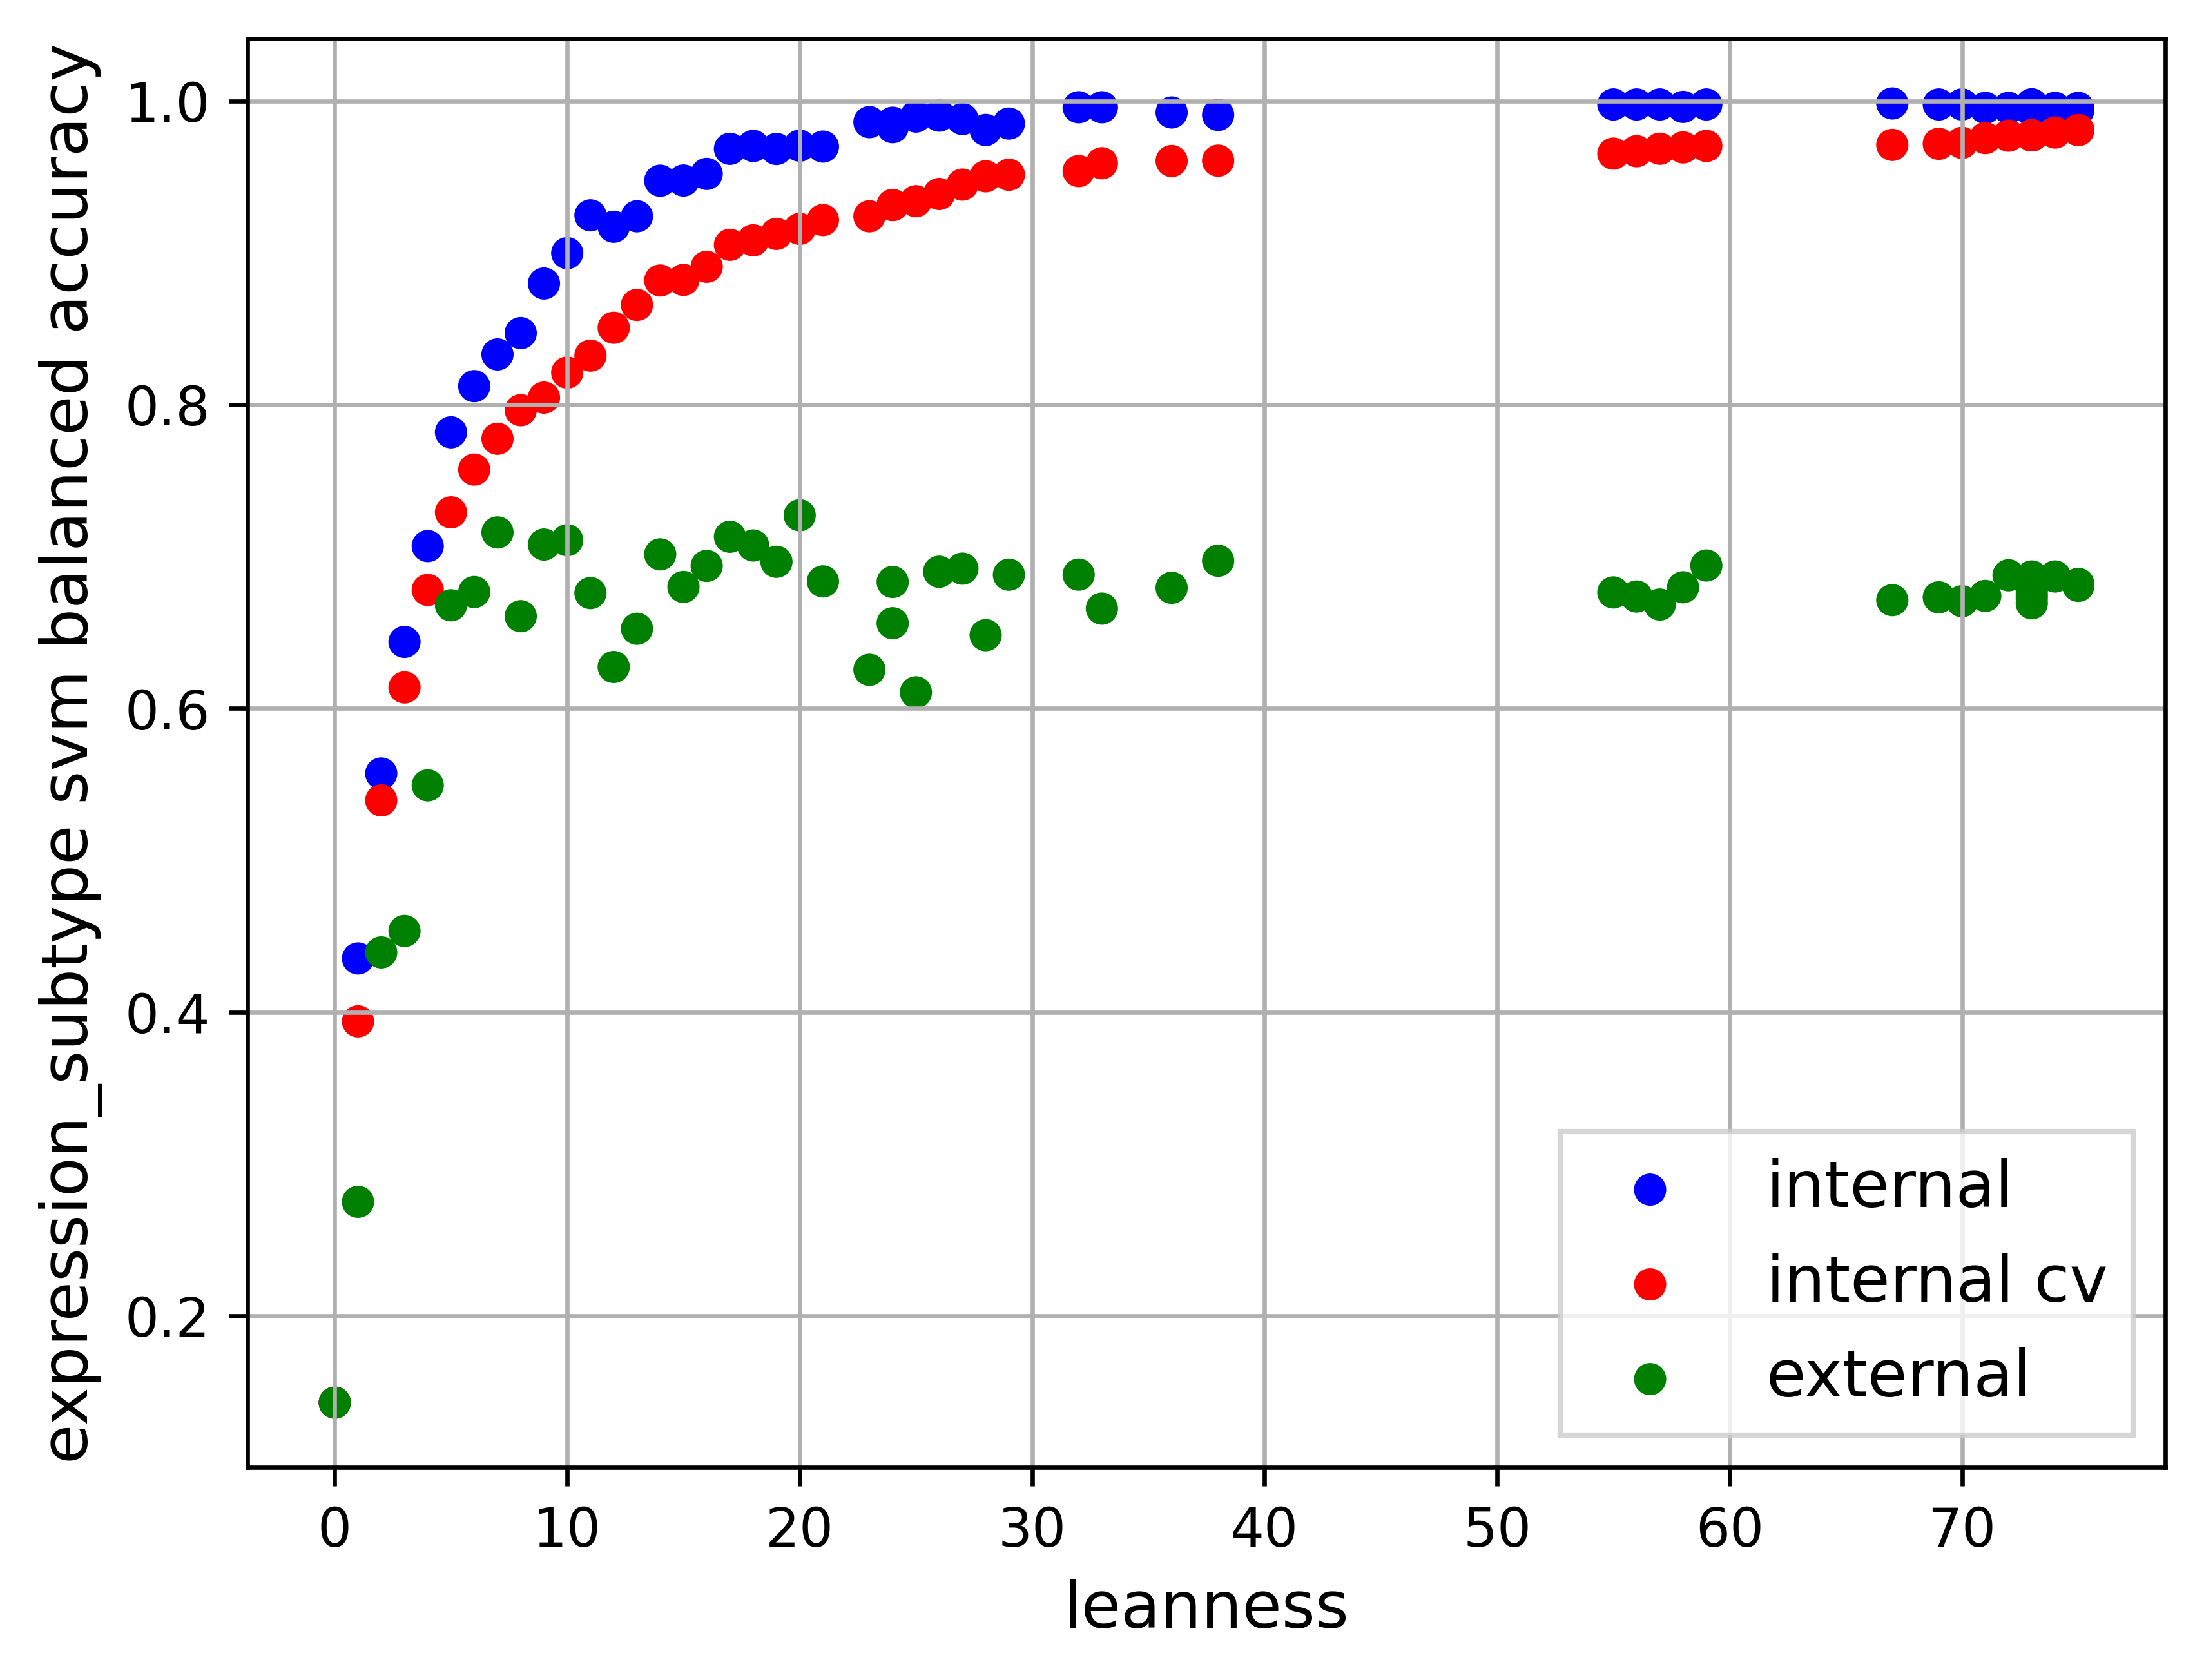 expression_subtype svm balanced accuracy
1.0
0.8
0.6
0.4
0.2
internal
internal cv
external
0 10 20 30 40 50 60 70
leanness